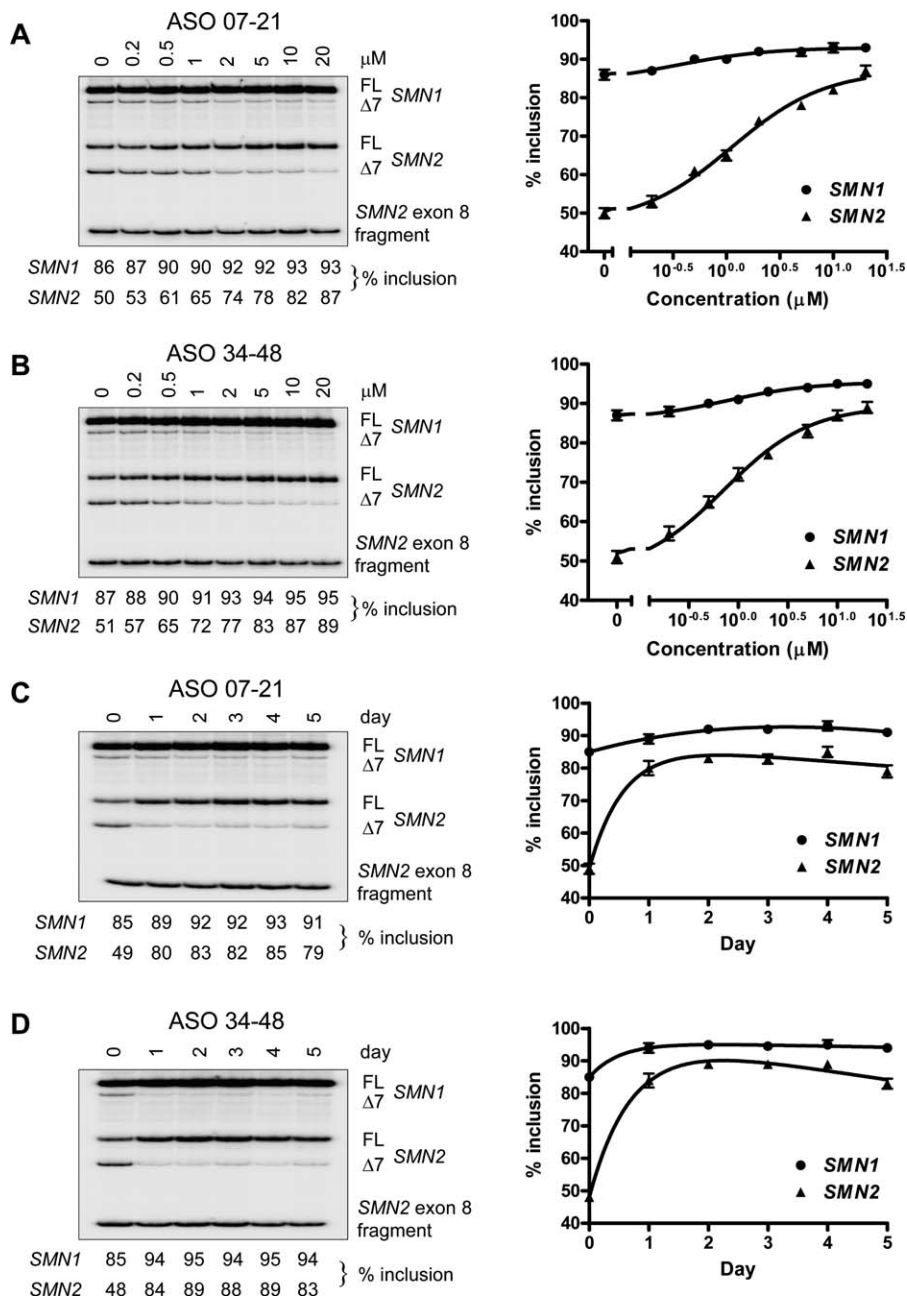 A
ASO 07-21
0 0.2 0.5 1 2 5 10 20 μM
FL
Δ7 SMN1
FL
Δ7 SMN2
SMN2 exon 8
fragment
SMN1 86 87 90 90 92 92 93 93
SMN2 50 53 61 65 74 78 82 87
} % inclusion
% inclusion
100
90
80
70
60
50
40
SMN1
SMN2
0 10^-0.5 10^0.0 10^0.5 10^1.0 10^1.5
Concentration (μM)
B
ASO 34-48
0 0.2 0.5 1 2 5 10 20 μM
FL
Δ7 SMN1
FL
Δ7 SMN2
SMN2 exon 8
fragment
SMN1 87 88 90 91 93 94 95 95
SMN2 51 57 65 72 77 83 87 89
} % inclusion
% inclusion
100
90
80
70
60
50
40
SMN1
SMN2
0 10^-0.5 10^0.0 10^0.5 10^1.0 10^1.5
Concentration (μM)
C
ASO 07-21
0 1 2 3 4 5 day
FL
Δ7 SMN1
FL
Δ7 SMN2
SMN2 exon 8
fragment
SMN1 85 89 92 92 93 91
SMN2 49 80 83 82 85 79
} % inclusion
% inclusion
100
90
80
70
60
50
40
SMN1
SMN2
0 1 2 3 4 5
Day
D
ASO 34-48
0 1 2 3 4 5 day
FL
Δ7 SMN1
FL
Δ7 SMN2
SMN2 exon 8
fragment
SMN1 85 94 95 94 95 94
SMN2 48 84 89 88 89 83
} % inclusion
% inclusion
100
90
80
70
60
50
40
SMN1
SMN2
0 1 2 3 4 5
Day